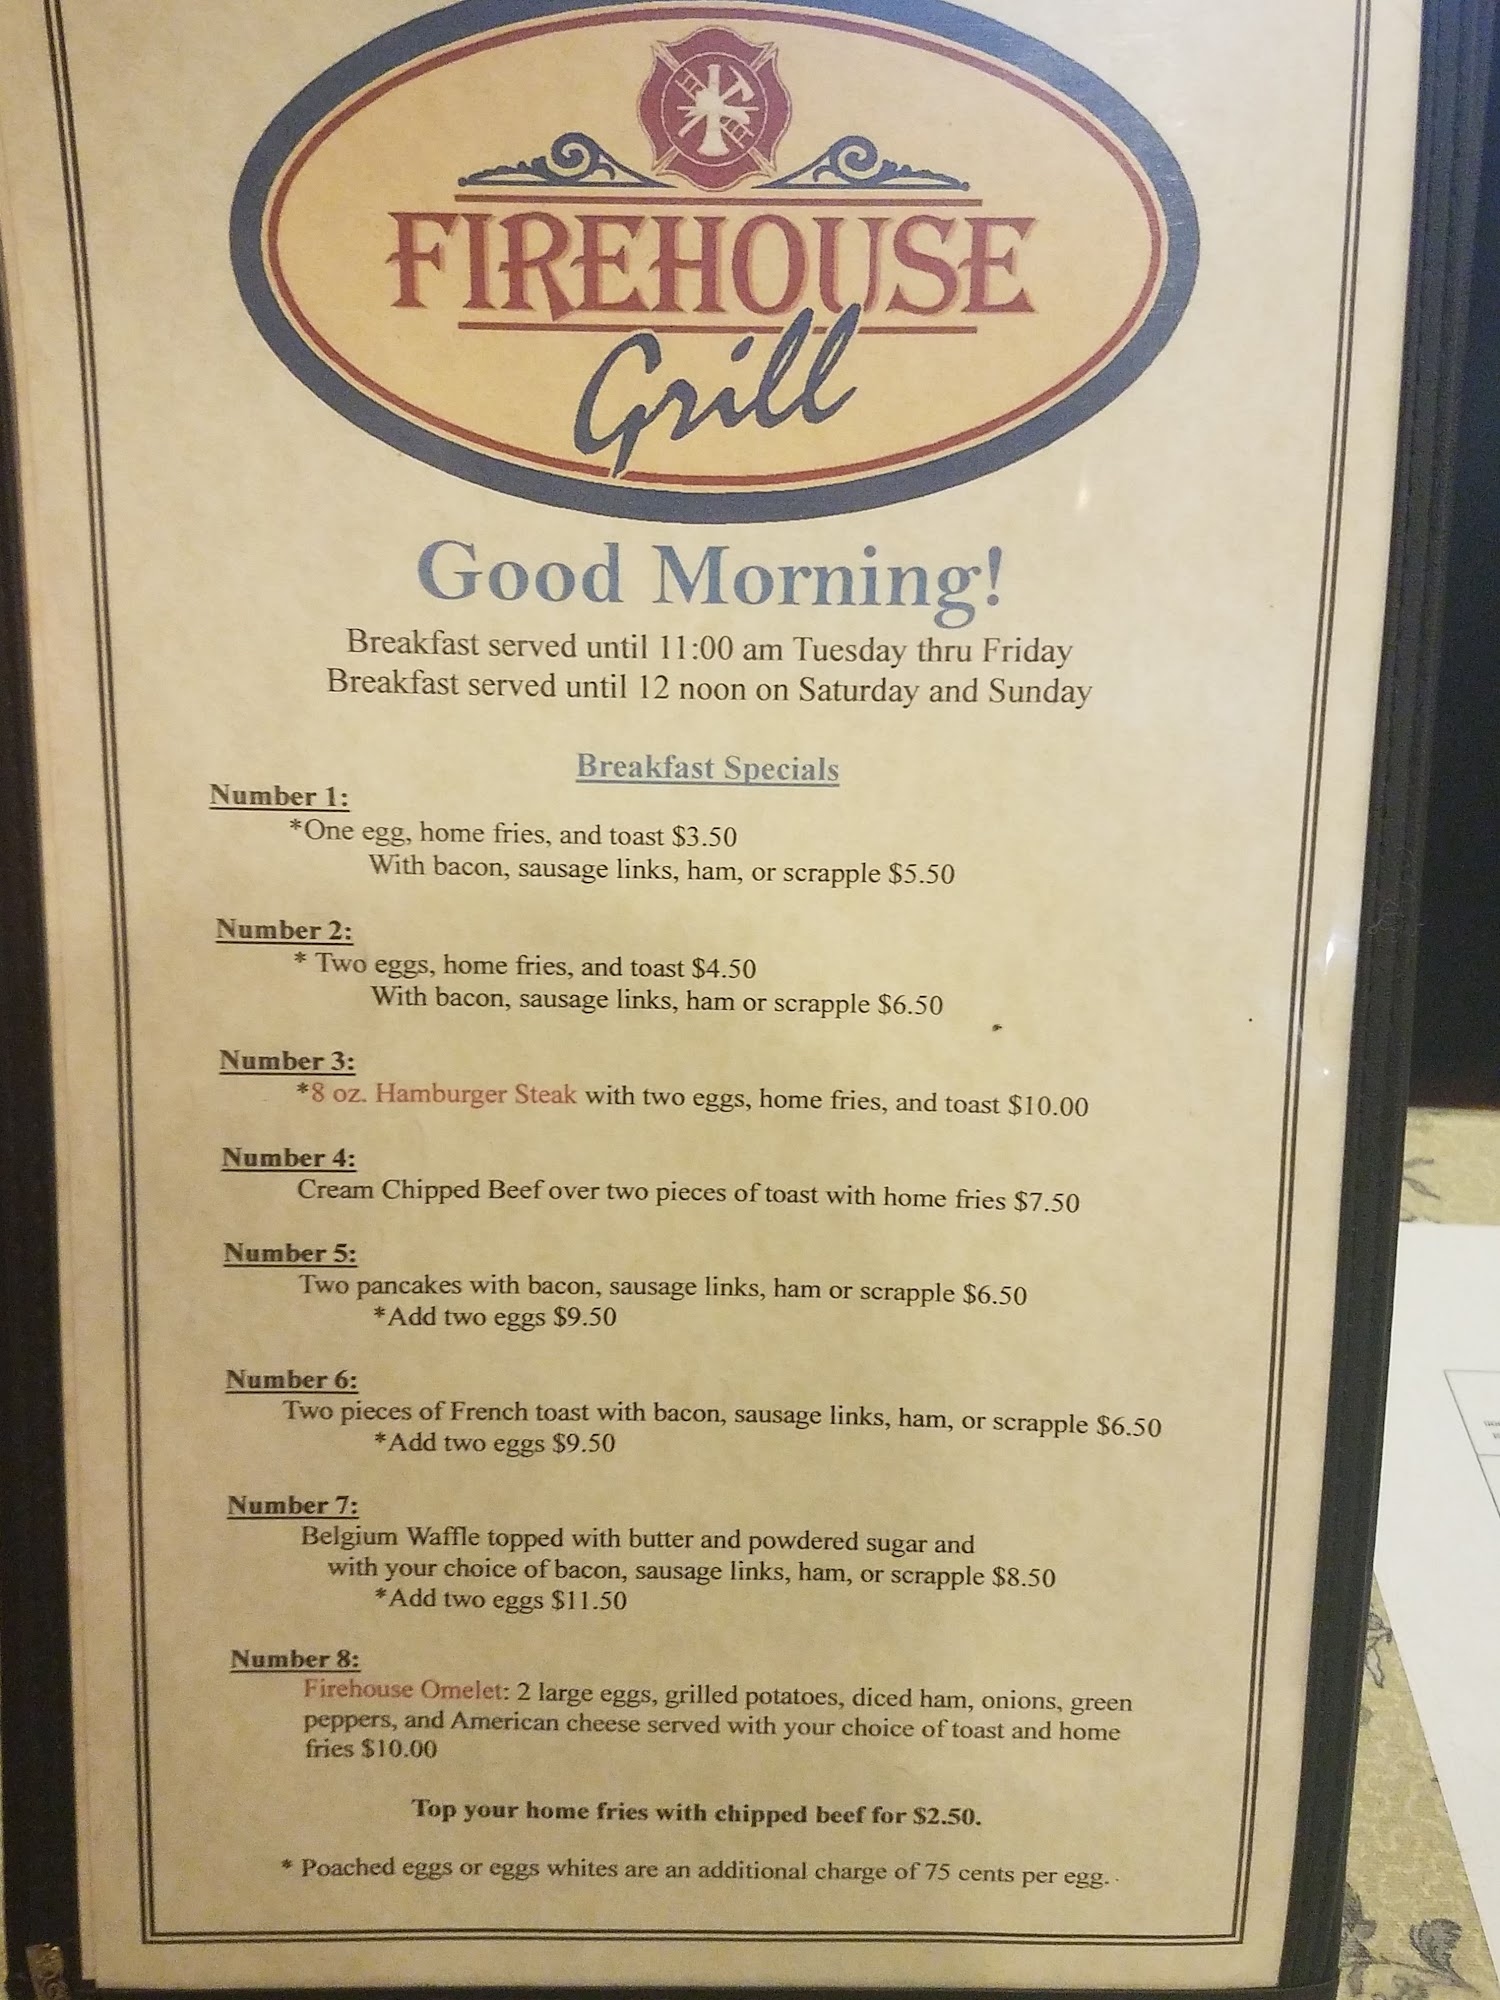 FIREHOUSE
Grill
Good Morning!
Breakfast served until 11:00 am Tuesday thru Friday
Breakfast served until 12 noon on Saturday and Sunday
Breakfast Specials
Number 1:
*One egg, home fries, and toast $3.50
With bacon, sausage links, ham, or scrapple $5.50
Number 2:
* Two eggs, home fries, and toast $4.50
With bacon, sausage links, ham or scrapple $6.50
Number 3:
*8 oz. Hamburger Steak with two eggs, home fries, and toast $10.00
Number 4:
Cream Chipped Beef over two pieces of toast with home fries $7.50
Number 5:
Two pancakes with bacon, sausage links, ham or scrapple $6.50
*Add two eggs $9.50
Number 6:
Two pieces of French toast with bacon, sausage links, ham, or scrapple $6.50
*Add two eggs $9.50
Number 7:
Belgium Waffle topped with butter and powdered sugar and
with your choice of bacon, sausage links, ham, or scrapple $8.50
*Add two eggs $11.50
Number 8:
Firehouse Omelet: 2 large eggs, grilled potatoes, diced ham, onions, green
peppers, and American cheese served with your choice of toast and home
fries $10.00
Top your home fries with chipped beef for $2.50.
* Poached eggs or eggs whites are an additional charge of 75 cents per egg.